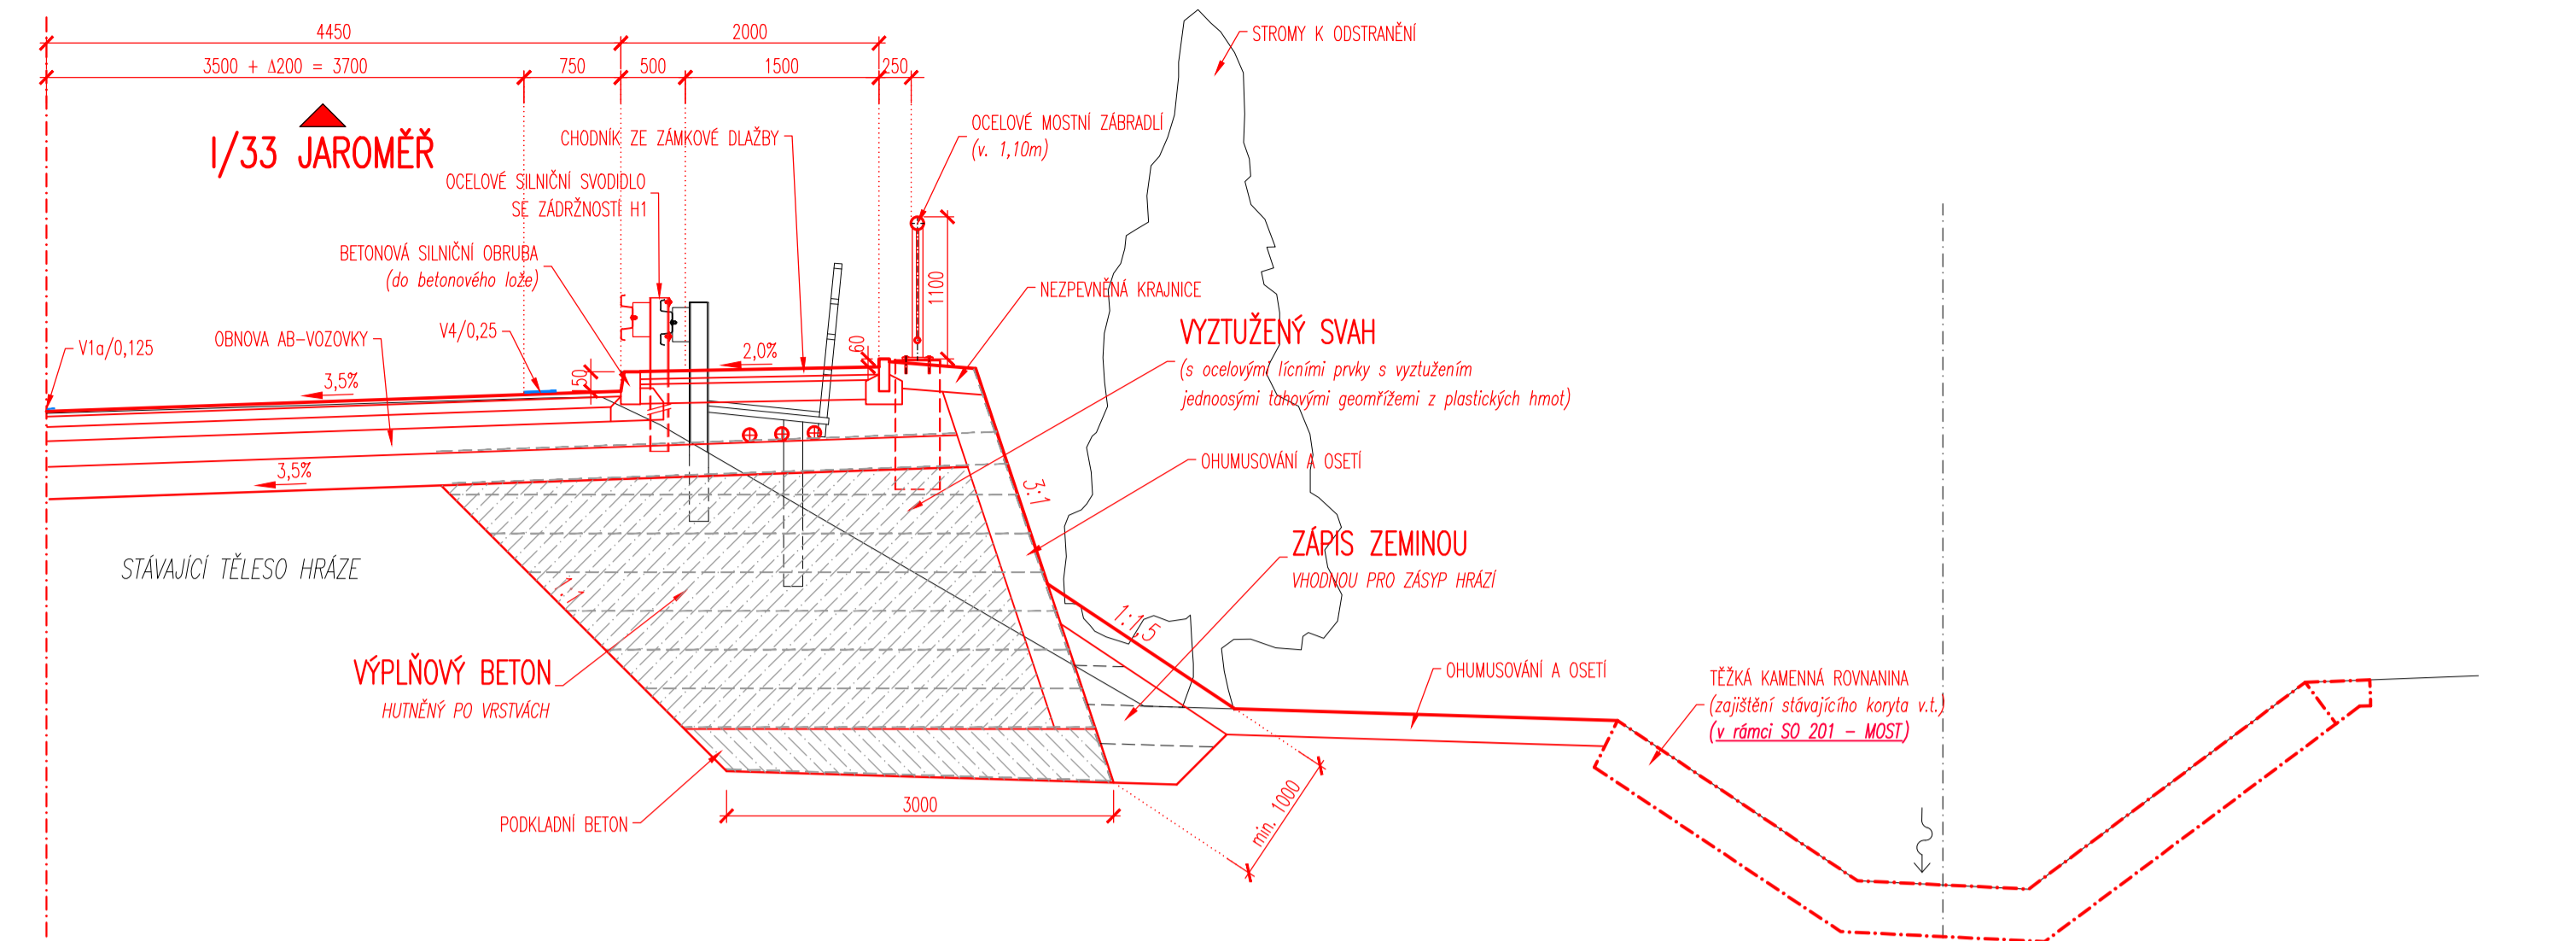 4450
2000
3500 + Δ200 = 3700
750
500
1500
250
STROMY K ODSTRANĚNÍ
I/33 JAROMĚŘ
CHODNÍK ZE ZÁMKOVÉ DLAŽBY
OCELOVÉ MOSTNÍ ZÁBRADLÍ
(v. 1,10m)
OCELOVÉ SILNIČNÍ SVODIDLO
SE ZÁDRŽNOSTÍ H1
BETONOVÁ SILNIČNÍ OBRUBA
(do betonového lože)
1100
NEZPEVNĚNÁ KRAJNICE
V1a/0,125
OBNOVA AB-VOZOVKY
V4/0,25
60
2,0%
3,5%
VYZTUŽENÝ SVAH
(s ocelovými lícními prvky s vyztužením
jednoosými tahovými geomřížemi z plastických hmot)
3,5%
OHUMUSOVÁNÍ A OSETÍ
3:1
STÁVAJÍCÍ TĚLESO HRÁZE
1:1
ZÁPIS ZEMINOU
VHODNOU PRO ZÁSYP HRÁZÍ
1:1,5
VÝPLŇOVÝ BETON
HUTNĚNÝ PO VRSTVÁCH
OHUMUSOVÁNÍ A OSETÍ
TĚŽKÁ KAMENNÁ ROVNANINA
(zajištění stávajícího koryta v.t.)
(v rámci SO 201 – MOST)
3000
min. 1000
PODKLADNÍ BETON